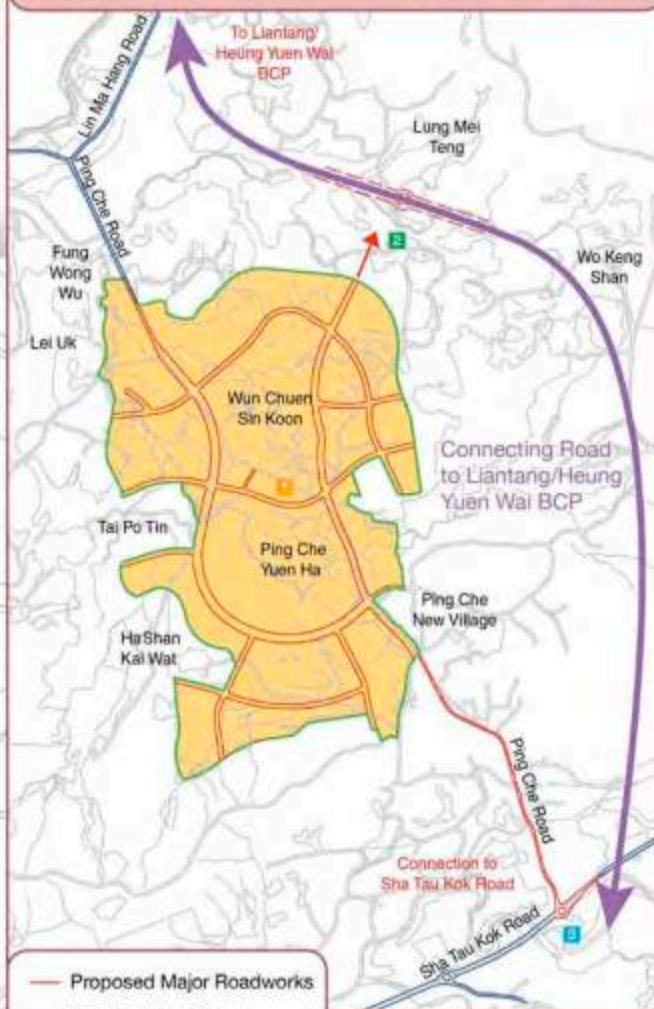 To Liantang/
Heung Yuen Wai
BCP
Lin Ma Hang Road
Lung Mei
Teng
Ping Che Road
2
Fung
Wong
Wu
Wo Keng
Shan
Lei Uk
Wun Chuen
Sin Koon
Connecting Road
to Liantang/Heung
Yuen Wai BCP
Tai Po Tin
Ping Che
Yuen Ha
Ping Che
New Village
Ha Shan
Kai Wat
Ping Che Road
Connection to
Sha Tau Kok Road
Sha Tau Kok Road
Proposed Major Roadworks